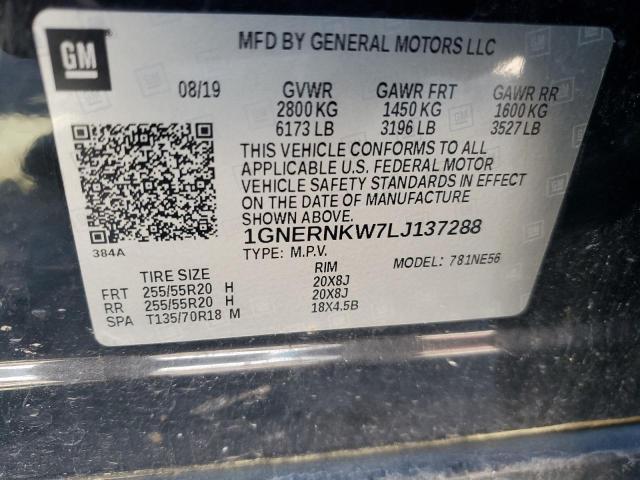 GM
MFD BY GENERAL MOTORS LLC
08/19 GVWR GAWR FRT GAWR RR
2800 KG 1450 KG 1600 KG
6173 LB 3196 LB 3527 LB
THIS VEHICLE CONFORMS TO ALL
APPLICABLE U.S. FEDERAL MOTOR
VEHICLE SAFETY STANDARDS IN EFFECT
ON THE DATE OF MANUFACTURE
SHOWN ABOVE.
1GNERNKW7LJ137288
384A TYPE: M.P.V. MODEL: 781NE56
TIRE SIZE RIM
FRT 255/55R20 H 20X8J
RR 255/55R20 H 20X8J
SPA T135/70R18 M 18X4.5B